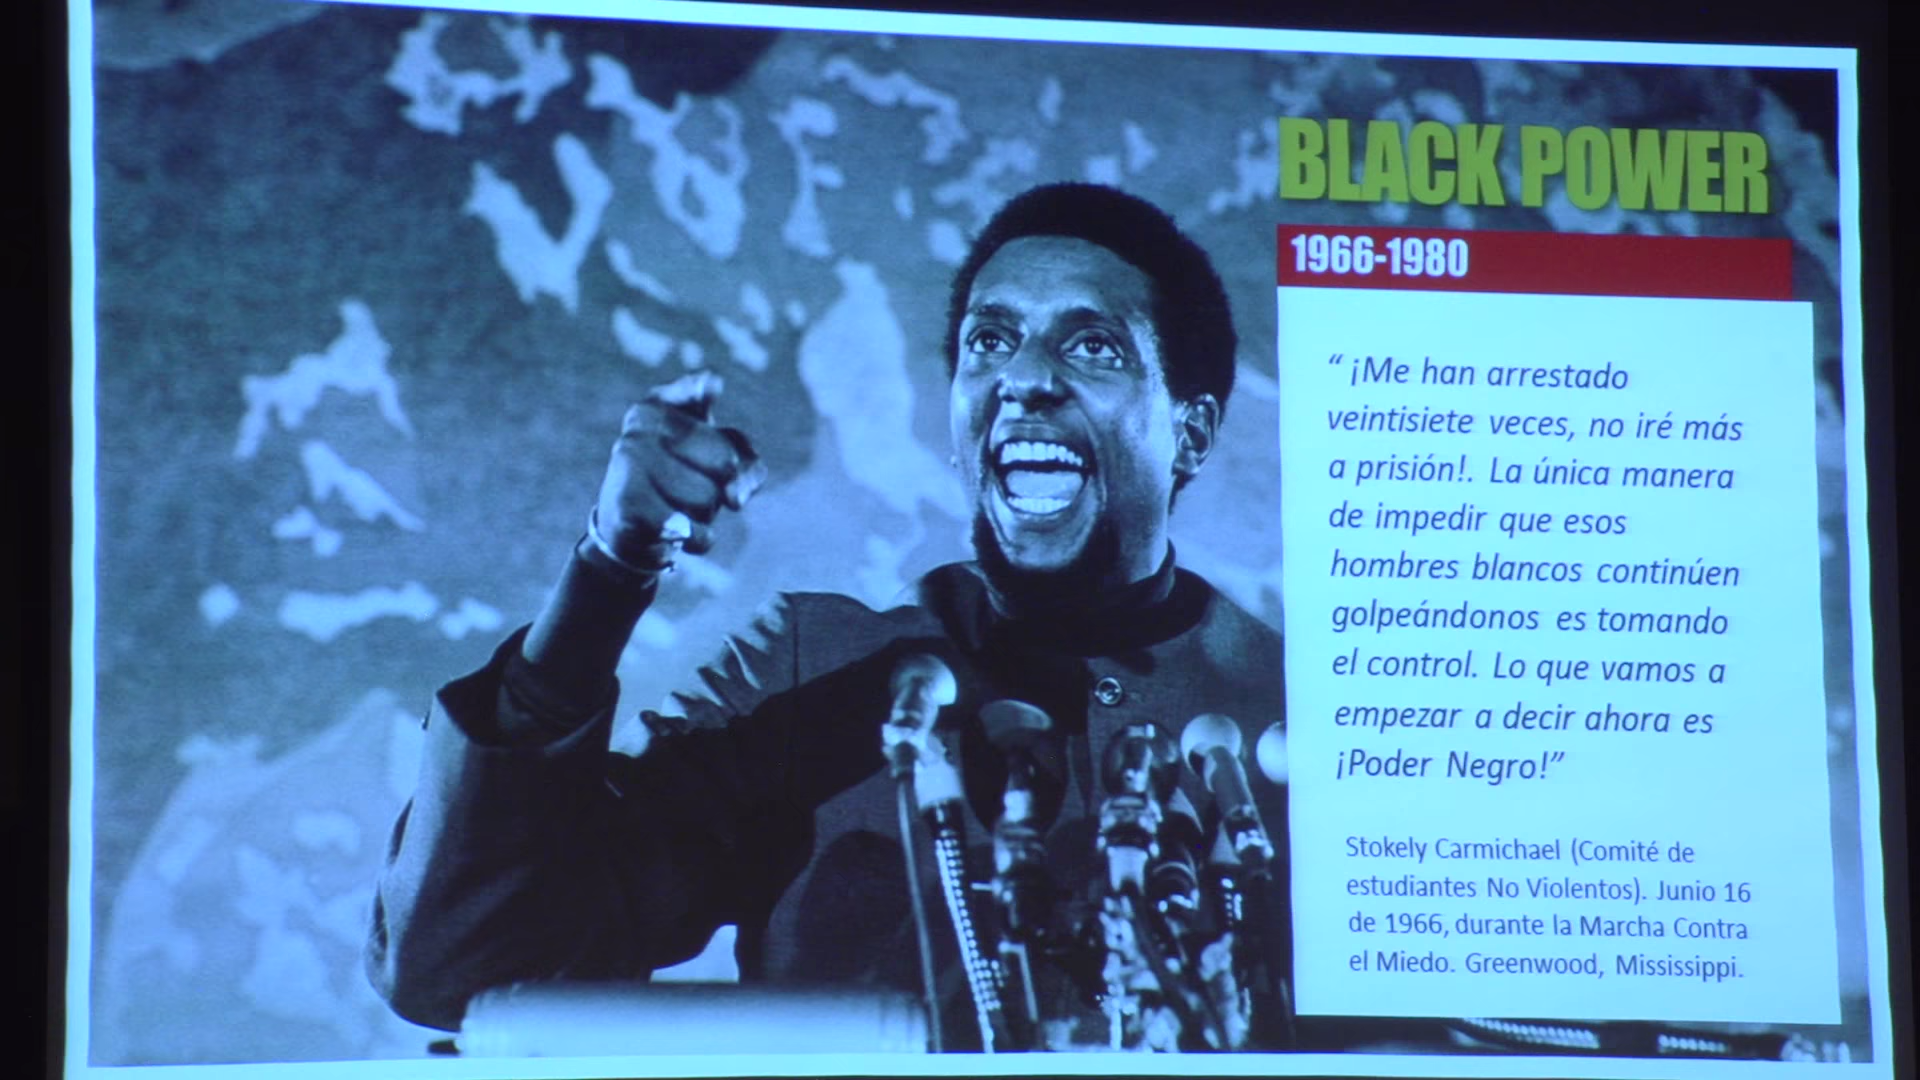 BLACK POWER
1966-1980
“ ¡Me han arrestado
veintisiete veces, no iré más
a prisión!. La única manera
de impedir que esos
hombres blancos continúen
golpeándonos es tomando
el control. Lo que vamos a
empezar a decir ahora es
¡Poder Negro!”
Stokely Carmichael (Comité de
estudiantes No Violentos). Junio 16
de 1966, durante la Marcha Contra
el Miedo. Greenwood, Mississippi.